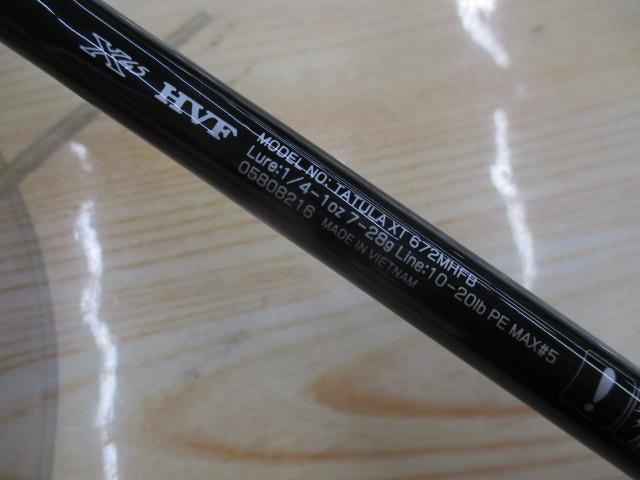 X45 HVF
MODEL NO: TATULA XT 672MHFB
Lure:1/4-1oz 7-28g Line:10-20lb PE MAX#5
05808216 MADE IN VIETNAM